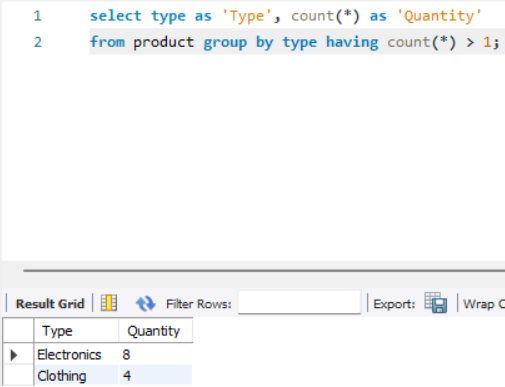 1 select type as 'Type', count(*) as 'Quantity'
2 from product group by type having count(*) > 1;
Result Grid Filter Rows: Export: Wrap C
Type Quantity
Electronics 8
Clothing 4